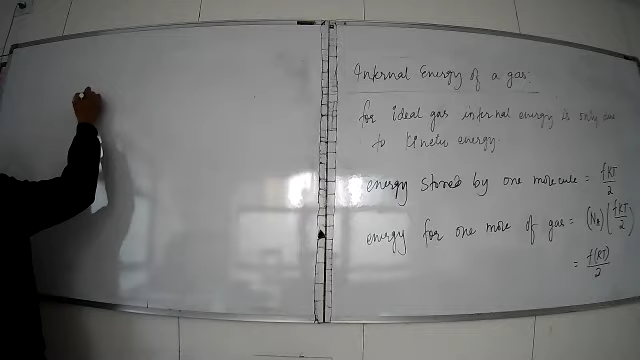 Internal Energy of a gas:
for ideal gas internal energy is only due
to Kinetic energy.
energy stored by one molecule = fKT/2
energy for one mole of gas = (NA) (fKT/2)
= f(RT)/2